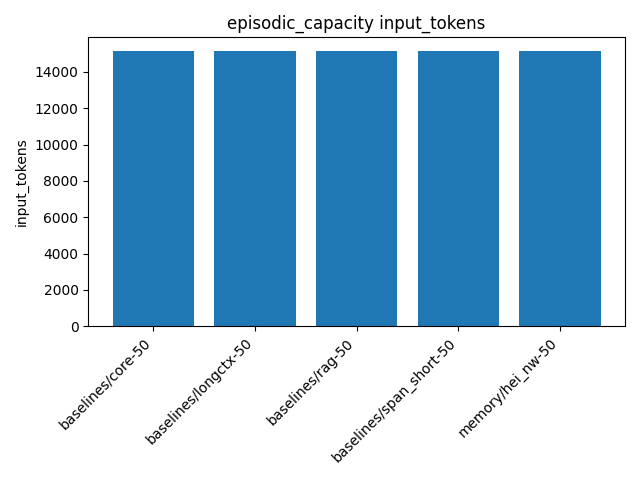 episodic_capacity input_tokens
input_tokens
14000
12000
10000
8000
6000
4000
2000
0
baselines/core-50
baselines/longctx-50
baselines/rag-50
baselines/span_short-50
memory/hei_nw-50